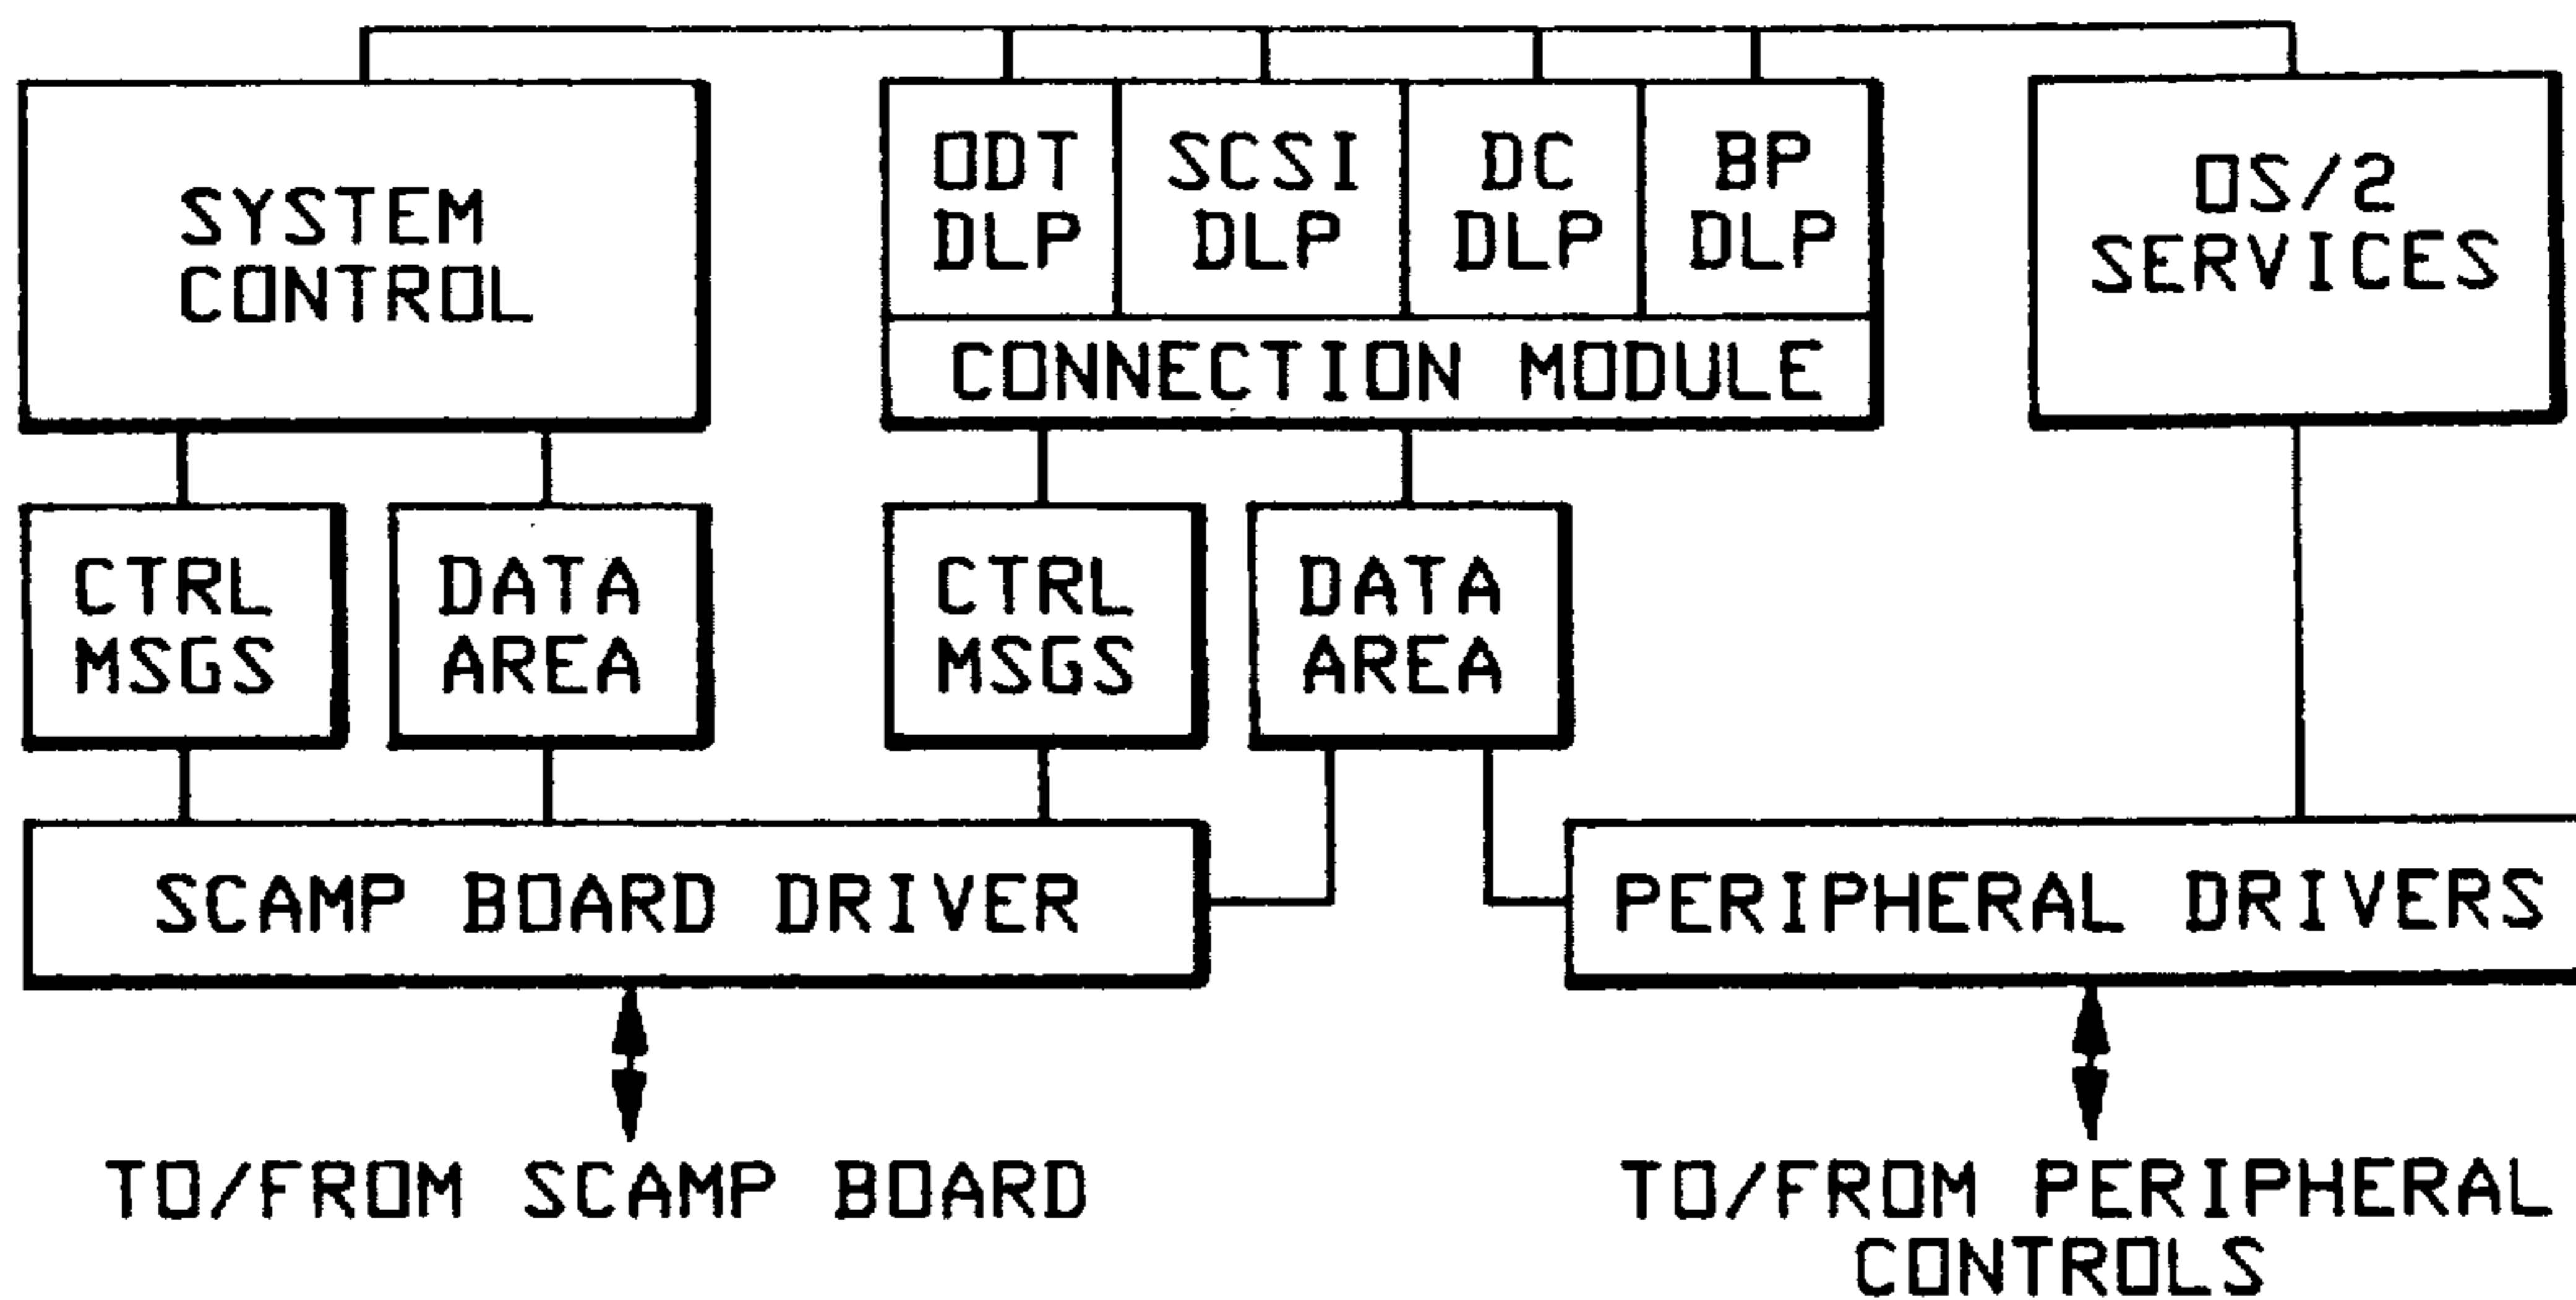 SYSTEM
CONTROL
ODT
DLP
SCSI
DLP
DC
DLP
BP
DLP
CONNECTION MODULE
OS/2
SERVICES
CTRL
MSGS
DATA
AREA
CTRL
MSGS
DATA
AREA
SCAMP BOARD DRIVER
PERIPHERAL DRIVERS
TO/FROM SCAMP BOARD
TO/FROM PERIPHERAL
CONTROLS